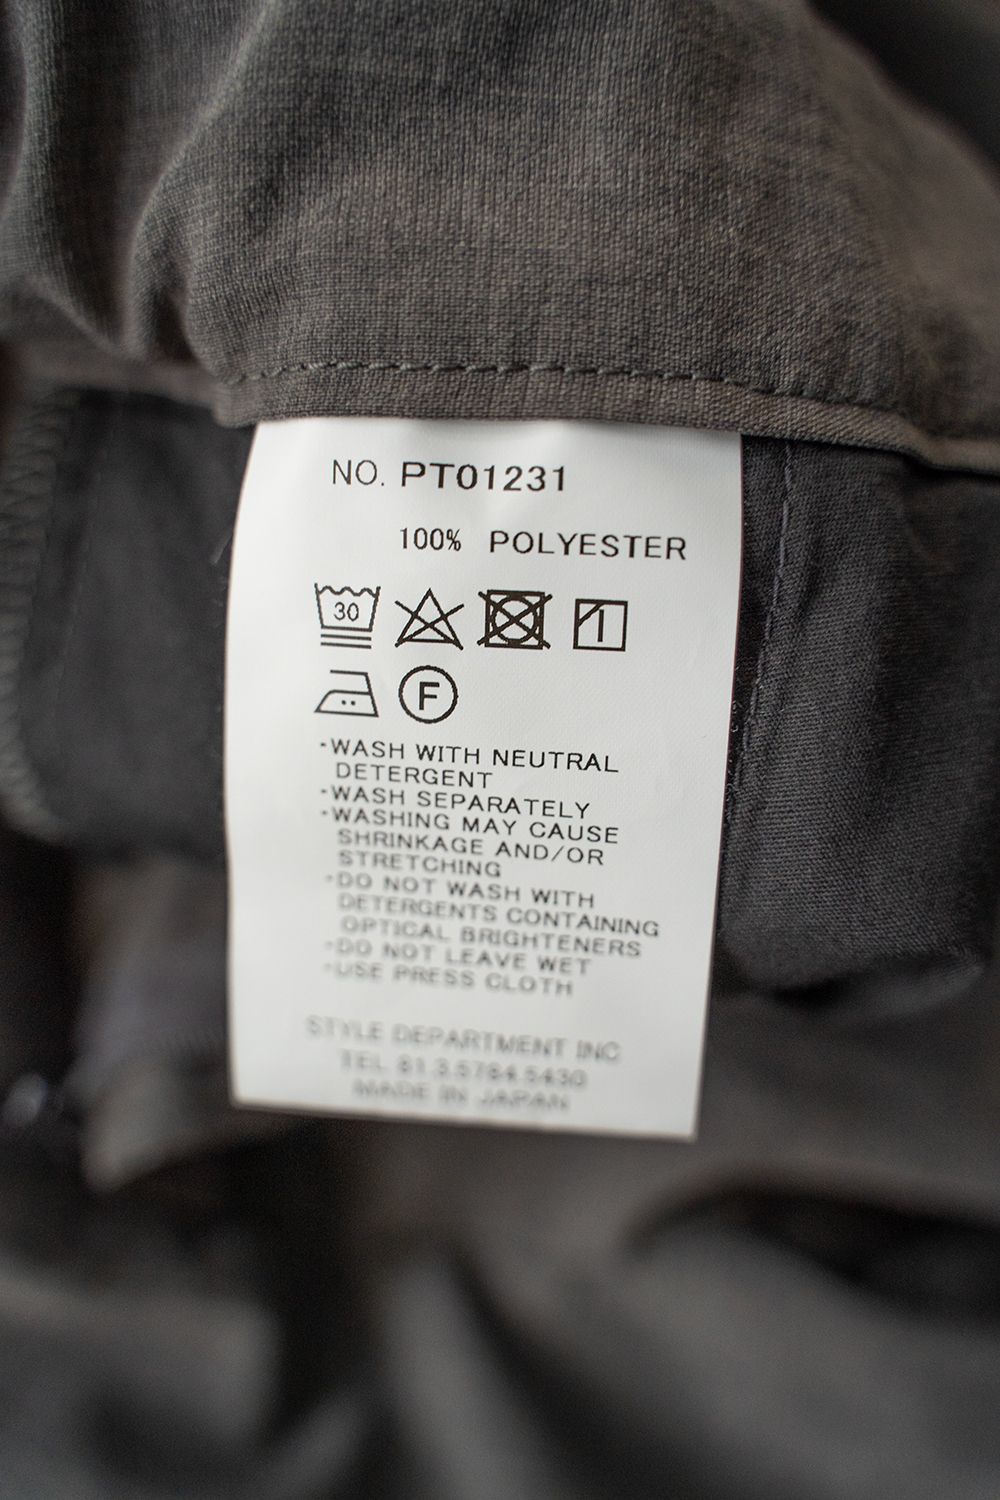 NO. PT01231
100% POLYESTER
30
F
·WASH WITH NEUTRAL
DETERGENT
·WASH SEPARATELY
·WASHING MAY CAUSE
SHRINKAGE AND/OR
STRETCHING
·DO NOT WASH WITH
DETERGENTS CONTAINING
OPTICAL BRIGHTENERS
·DO NOT LEAVE WET
·USE PRESS CLOTH
STYLE DEPARTMENT INC
TEL 81.3.5784.5430
MADE IN JAPAN